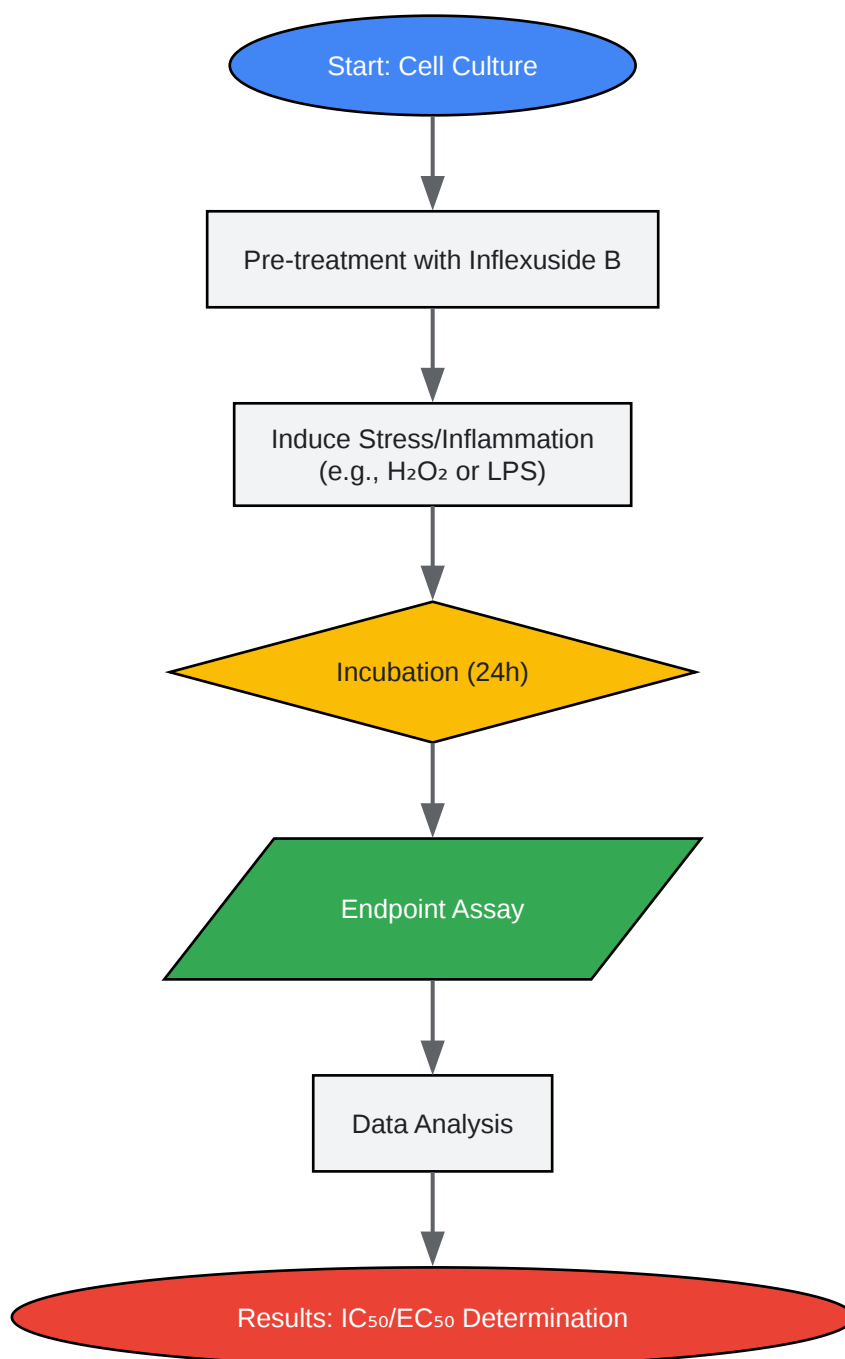 Start: Cell Culture
Pre-treatment with Inflexuside B
Induce Stress/Inflammation
(e.g., H₂O₂ or LPS)
Incubation (24h)
Endpoint Assay
Data Analysis
Results: IC₅₀/EC₅₀ Determination